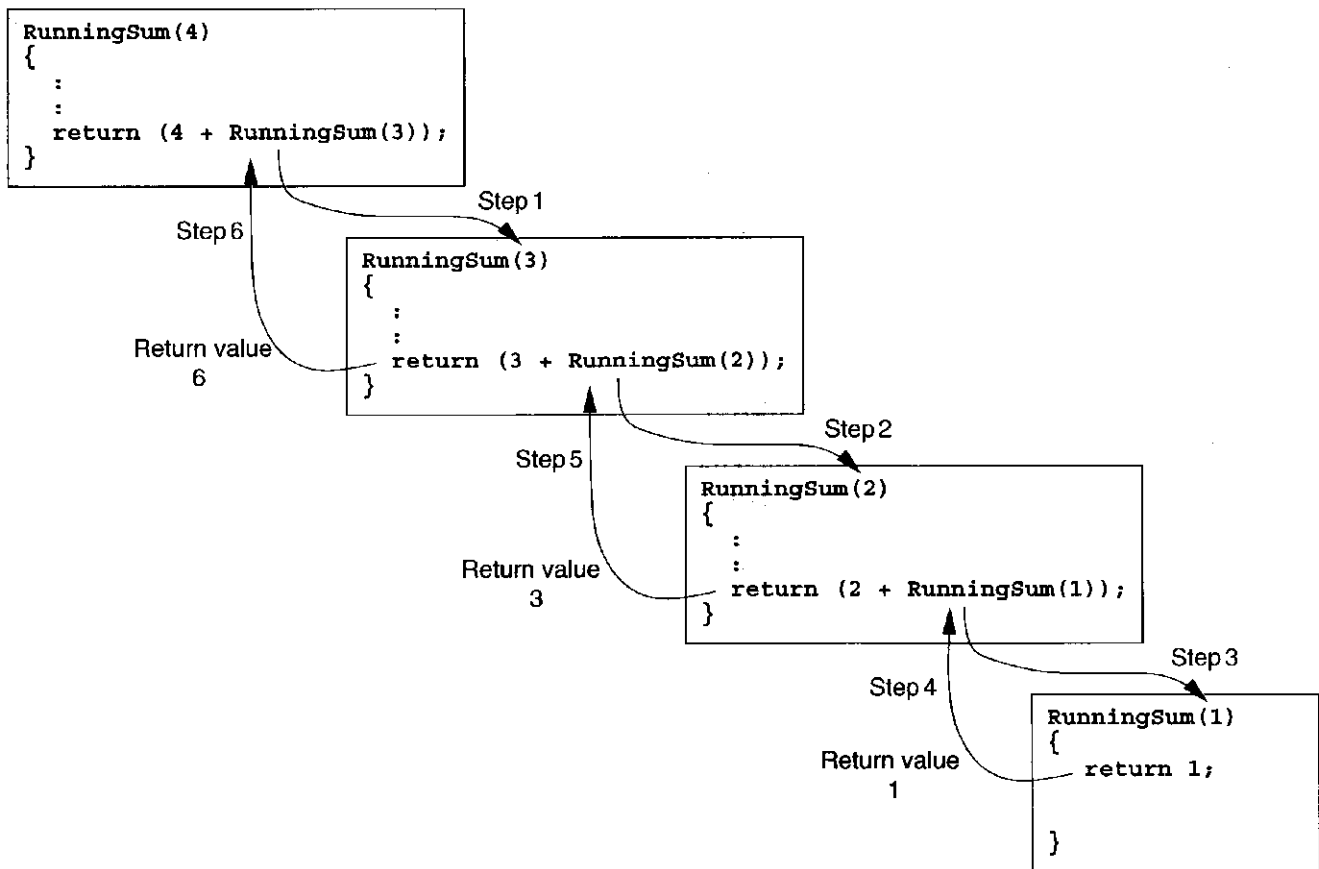 RunningSum(4)
{
:
:
return (4 + RunningSum(3));
}
Step 1
Step 6
Return value
6
RunningSum(3)
{
:
:
return (3 + RunningSum(2));
}
Step 2
Step 5
Return value
3
RunningSum(2)
{
:
:
return (2 + RunningSum(1));
}
Step 3
Step 4
Return value
1
RunningSum(1)
{
return 1;
}